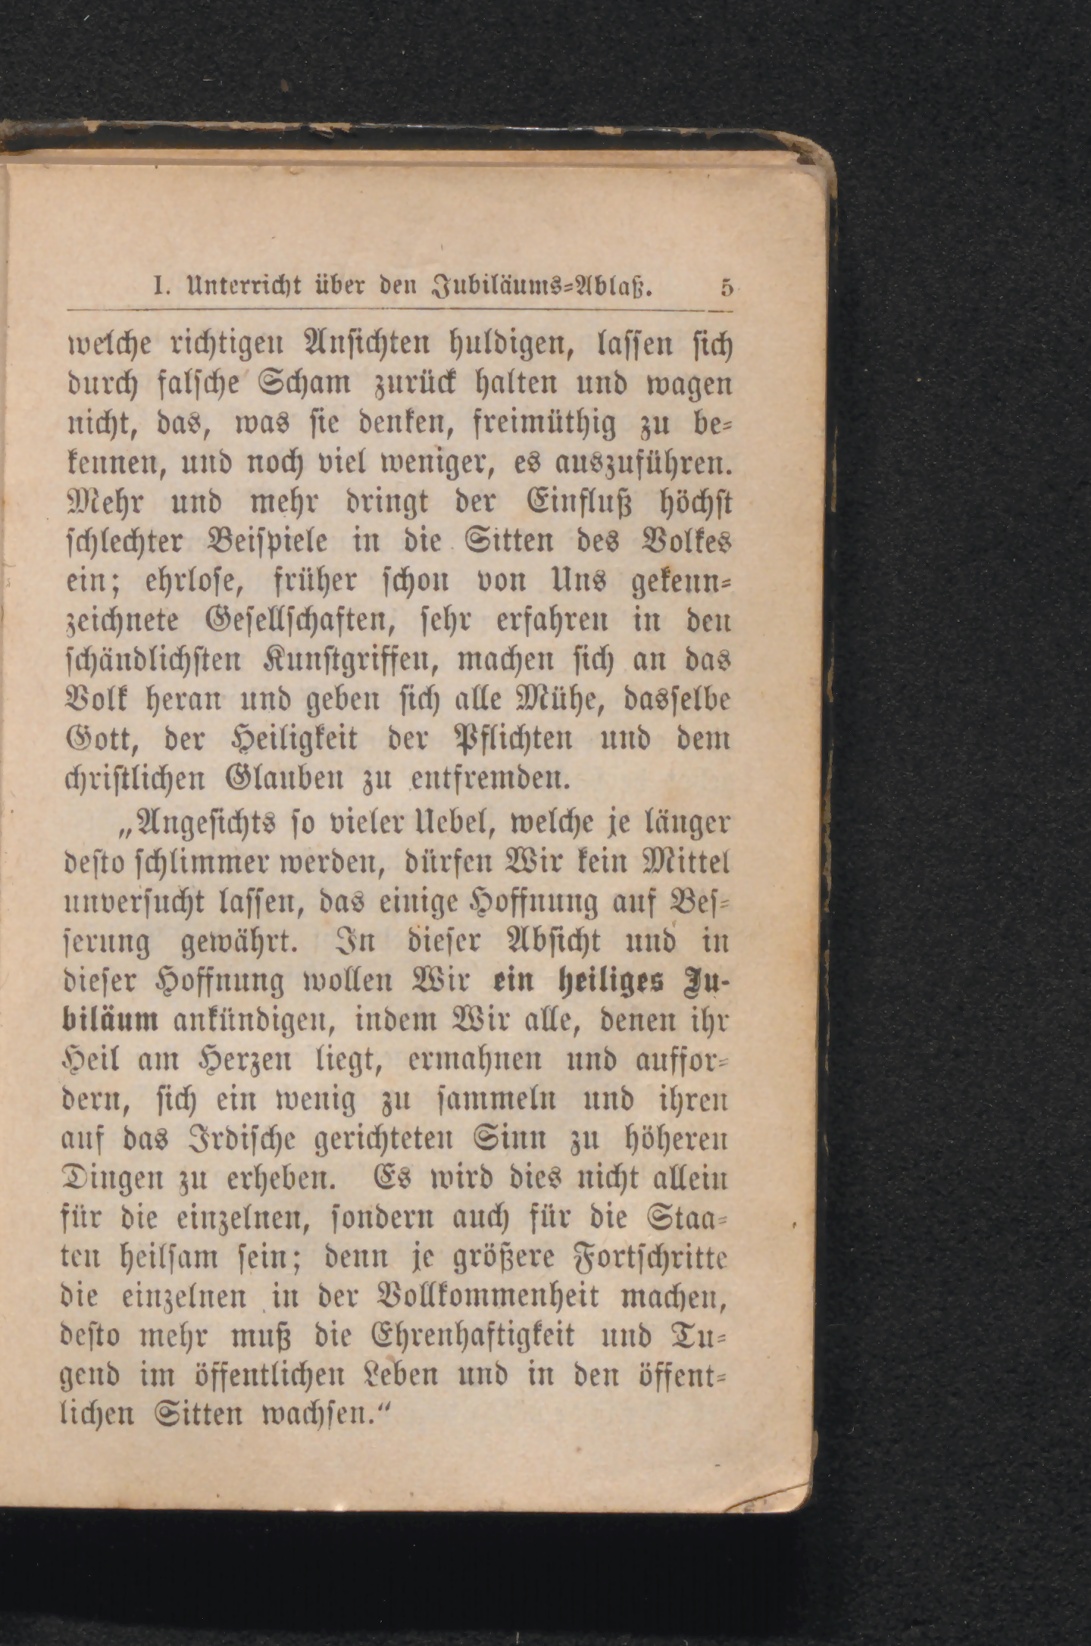 I. Unterricht über den Jubiläums-Ablaß. 5
welche richtigen Ansichten huldigen, lassen sich
durch falsche Scham zurück halten und wagen
nicht, das, was sie denken, freimüthig zu be-
kennen, und noch viel weniger, es auszuführen.
Mehr und mehr dringt der Einfluß höchst
schlechter Beispiele in die Sitten des Volkes
ein; ehrlose, früher schon von Uns gekenn-
zeichnete Gesellschaften, sehr erfahren in den
schändlichsten Kunstgriffen, machen sich an das
Volk heran und geben sich alle Mühe, dasselbe
Gott, der Heiligkeit der Pflichten und dem
christlichen Glauben zu entfremden.
„Angesichts so vieler Uebel, welche je länger
desto schlimmer werden, dürfen Wir kein Mittel
unversucht lassen, das einige Hoffnung auf Bes-
serung gewährt. In dieser Absicht und in
dieser Hoffnung wollen Wir ein heiliges Ju-
biläum ankündigen, indem Wir alle, denen ihr
Heil am Herzen liegt, ermahnen und auffor-
dern, sich ein wenig zu sammeln und ihren
auf das Irdische gerichteten Sinn zu höheren
Dingen zu erheben. Es wird dies nicht allein
für die einzelnen, sondern auch für die Staa-
ten heilsam sein; denn je größere Fortschritte
die einzelnen in der Vollkommenheit machen,
desto mehr muß die Ehrenhaftigkeit und Tu-
gend im öffentlichen Leben und in den öffent-
lichen Sitten wachsen.“